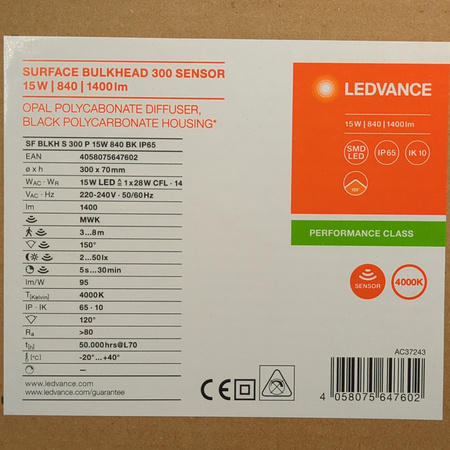 SURFACE BULKHEAD 300 SENSOR
15W | 840 | 1400lm
OPAL POLYCABONATE DIFFUSER,
BLACK POLYCARBONATE HOUSING*
SF BLKH S 300 P 15W 840 BK IP65
EAN 4058075647602
ø x h 300 x 70mm
WAC · WR 15W LED ≙ 1x28W CFL · 14
VAC · Hz 220-240V · 50/60Hz
lm 1400
MWK
3...8m
150°
2...50lx
5s...30min
lm/W 95
T[Kelvin] 4000K
IP · IK 65 · 10
120°
Ra >80
t[h] 50.000hrs@L70
[°C] -20°...+40°
—
www.ledvance.com
www.ledvance.com/guarantee
CE
LEDVANCE
15W | 840 | 1400lm
SMD LED
IP65
IK 10
PERFORMANCE CLASS
SENSOR
4000K
AC37243
4 058075 647602